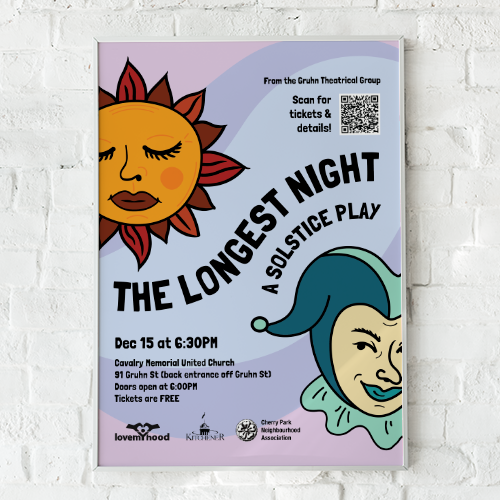 From the Gruhn Theatrical Group
Scan for
tickets &
details!
THE LONGEST NIGHT
A SOLSTICE PLAY
Dec 15 at 6:30PM
Cavalry Memorial United Church
91 Gruhn St (back entrance off Gruhn St)
Doors open at 6:00PM
Tickets are FREE
lovemyhood
KITCHENER
Cherry Park
Neighbourhood
Association